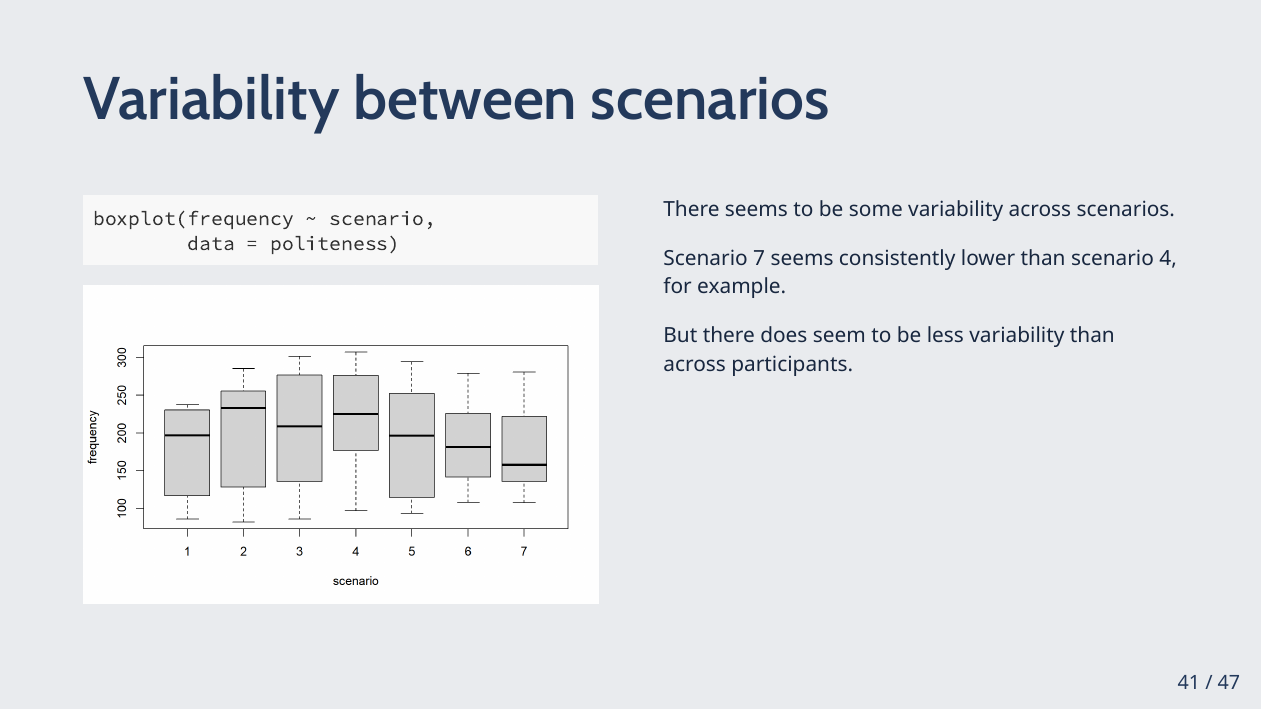 Variability between scenarios
boxplot(frequency ~ scenario,
        data = politeness)
There seems to be some variability across scenarios.
Scenario 7 seems consistently lower than scenario 4,
for example.
But there does seem to be less variability than
across participants.
frequency
300
250
200
150
100
1 2 3 4 5 6 7
scenario
41 / 47